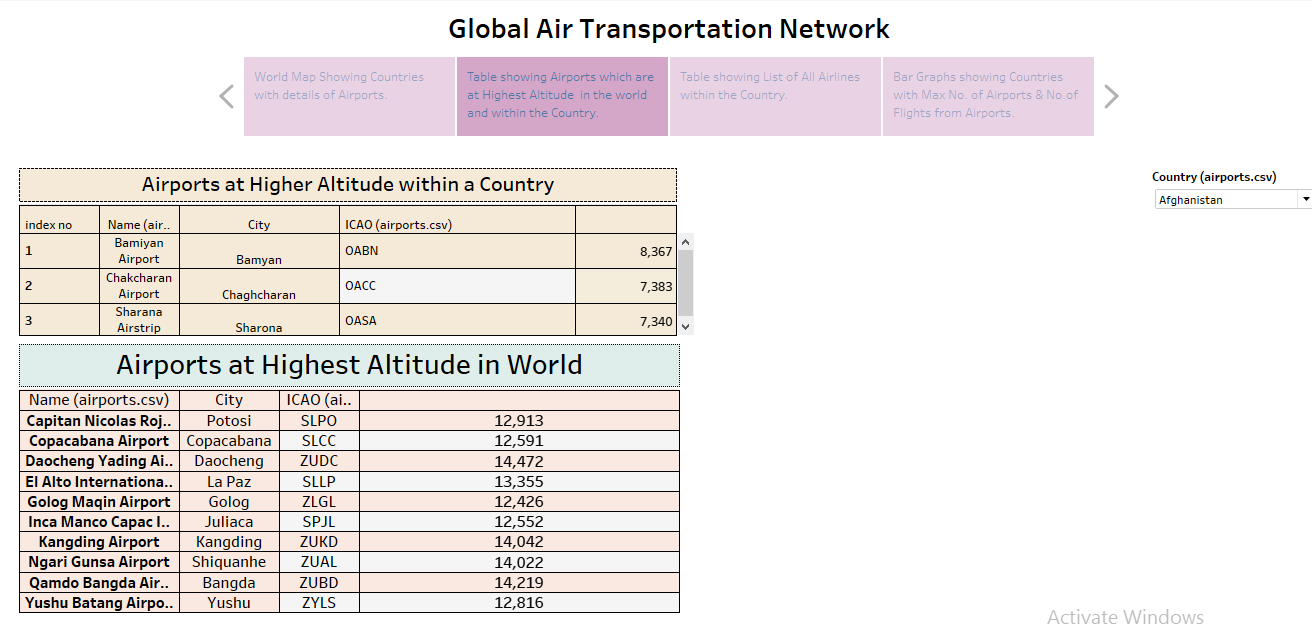 Global Air Transportation Network
World Map Showing Countries
with details of Airports.
Table showing Airports which are
at Highest Altitude in the world
and within the Country.
Table showing List of All Airlines
within the Country.
Bar Graphs showing Countries
with Max No. of Airports & No.of
Flights from Airports.
Country (airports.csv)
Afghanistan
Airports at Higher Altitude within a Country
index no Name (air.. City ICAO (airports.csv)
1 Bamiyan Airport Bamyan OABN 8,367
2 Chakcharan Airport Chaghcharan OACC 7,383
3 Sharana Airstrip Sharona OASA 7,340
Airports at Highest Altitude in World
Name (airports.csv) City ICAO (ai..
Capitan Nicolas Roj.. Potosi SLPO 12,913
Copacabana Airport Copacabana SLCC 12,591
Daocheng Yading Ai.. Daocheng ZUDC 14,472
El Alto Internationa.. La Paz SLLP 13,355
Golog Maqin Airport Golog ZLGL 12,426
Inca Manco Capac I.. Juliaca SPJL 12,552
Kangding Airport Kangding ZUKD 14,042
Ngari Gunsa Airport Shiquanhe ZUAL 14,022
Qamdo Bangda Air.. Bangda ZUBD 14,219
Yushu Batang Airpo.. Yushu ZYLS 12,816
Activate Windows